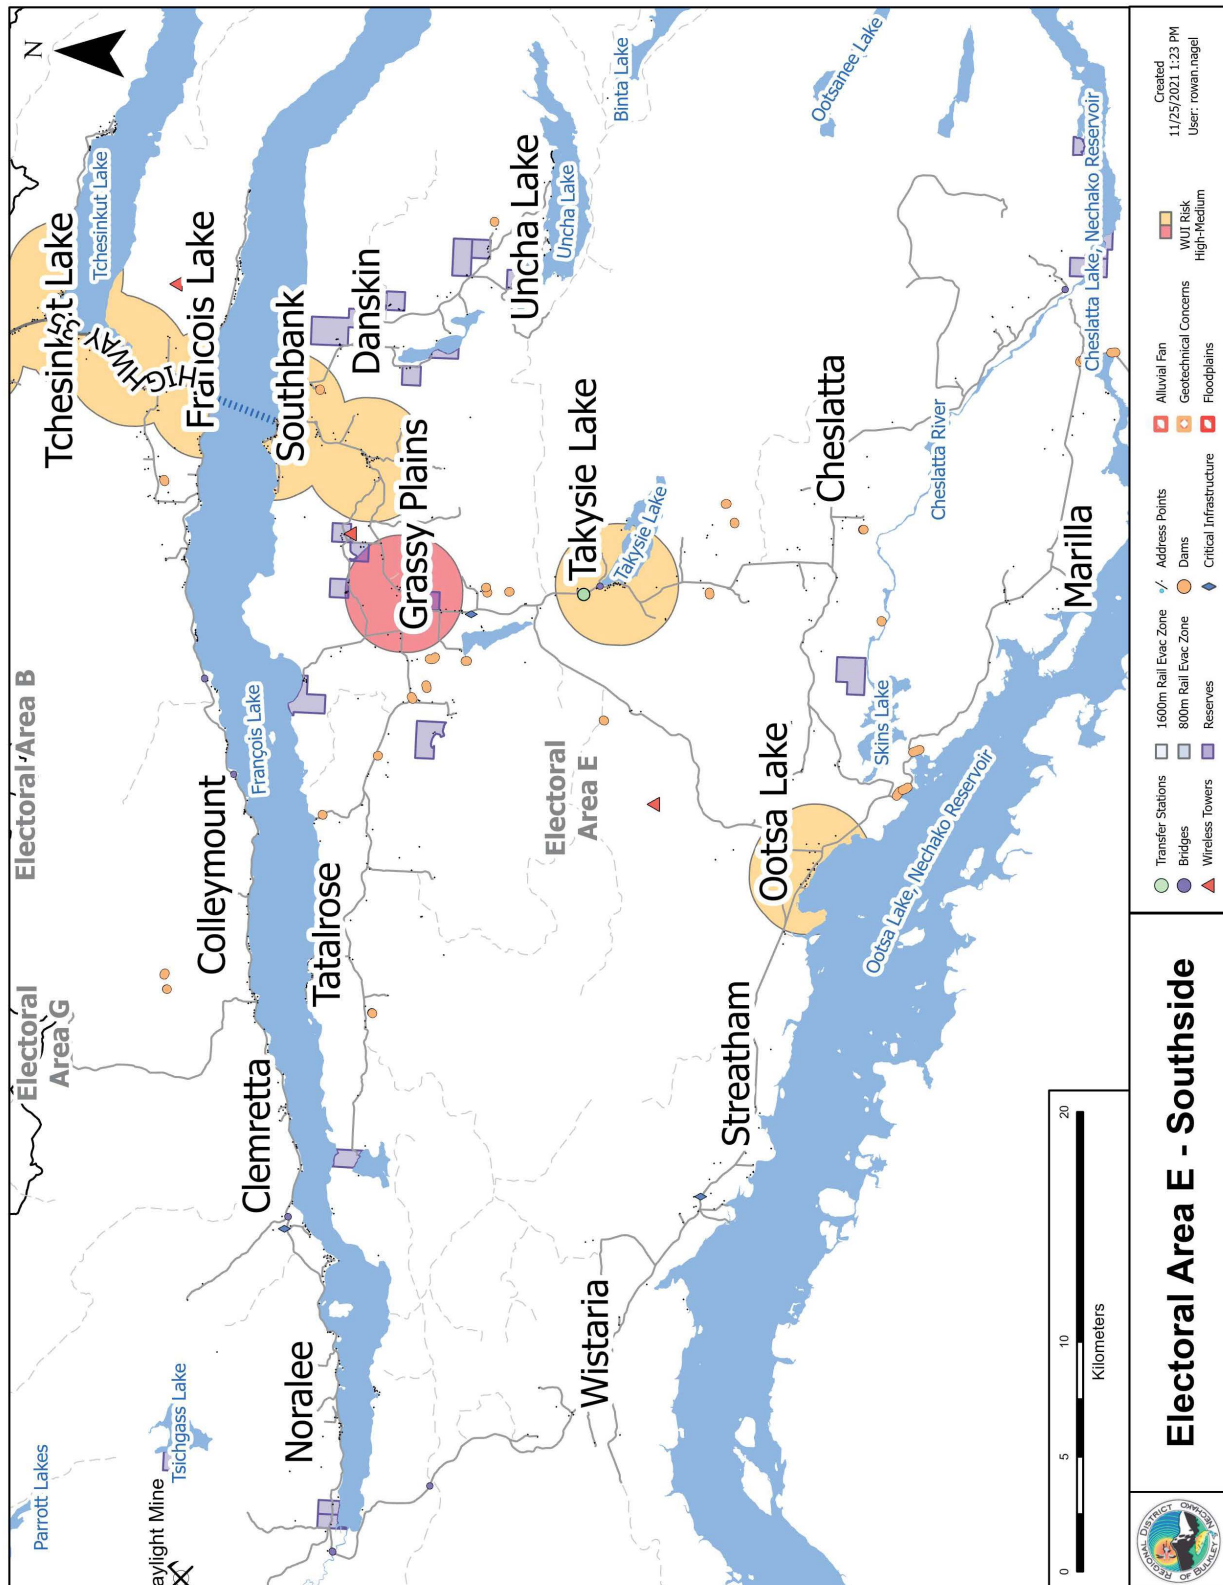 N
Parrott Lakes
Electoral
Area G
Electoral Area B
Tchesinkut Lake
Tchesinkut Lake
HIGHWAY 35
aylight Mine
Tsichgass Lake
Francois Lake
Noralee
Clemretta
Colleymount
François Lake
Southbank
Tatalrose
Danskin
Grassy Plains
Uncha Lake
Uncha Lake
Binta Lake
Electoral
Area E
Takysie Lake
Takysie Lake
Wistaria
Streatham
Ootsa Lake
Cheslatta
Ootsanee Lake
Skins Lake
Cheslatta River
Ootsa Lake, Nechako Reservoir
Marilla
Cheslatta Lake, Nechako Reservoir
0 5 10 20
Kilometers
REGIONAL DISTRICT
OF BULKLEY NECHAKO
Electoral Area E - Southside
Transfer Stations
Bridges
Wireless Towers
1600m Rail Evac Zone
800m Rail Evac Zone
Reserves
Address Points
Dams
Critical Infrastructure
Alluvial Fan
Geotechnical Concerns
Floodplains
WUI Risk
High-Medium
Created
11/25/2021 1:23 PM
User: rowan.nagel